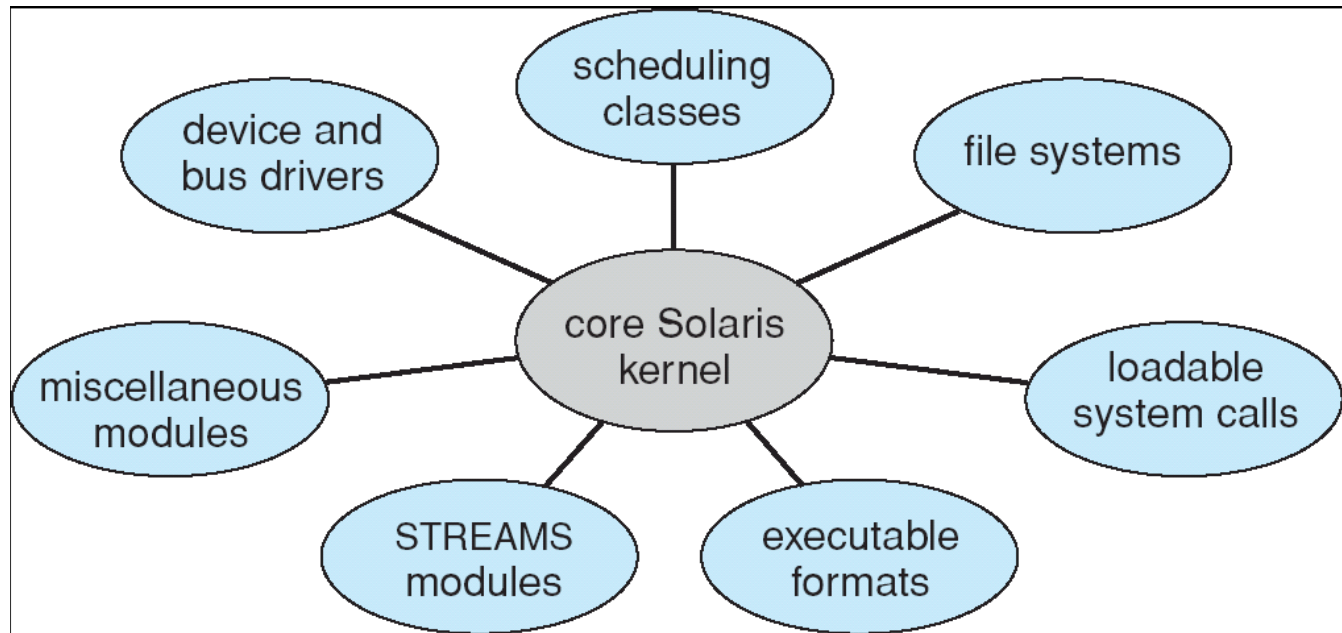 scheduling
classes
device and
bus drivers
file systems
core Solaris
kernel
miscellaneous
modules
loadable
system calls
STREAMS
modules
executable
formats